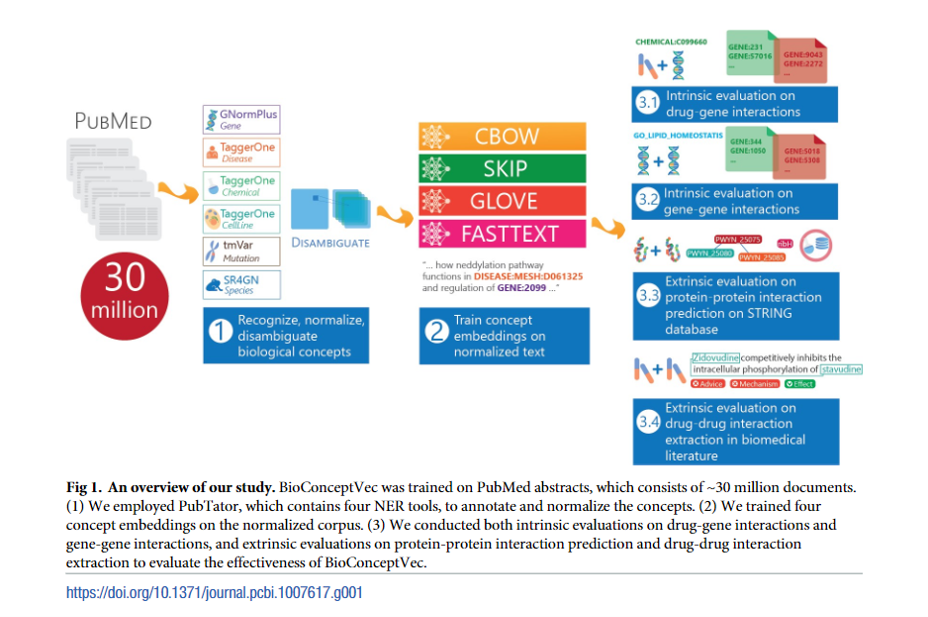 PUBMED
30
million
GNormPlus
Gene
TaggerOne
Disease
TaggerOne
Chemical
TaggerOne
CellLine
tmVar
Mutation
SR4GN
Species
DISAMBIGUATE
1
Recognize, normalize,
disambiguate
biological concepts
CBOW
SKIP
GLOVE
FASTTEXT
"... how neddylation pathway
functions in DISEASE:MESH:D061325
and regulation of GENE:2099 ..."
2
Train concept
embeddings on
normalized text
CHEMICAL:C099660
+
GENE:231
GENE:57016
...
GENE:9043
GENE:2272
...
3.1
Intrinsic evaluation on
drug-gene interactions
GO_LIPID_HOMEOSTATIS
+
GENE:344
GENE:1050
...
GENE:5018
GENE:5308
...
3.2
Intrinsic evaluation on
gene-gene interactions
+
PWYN_25075
PWYN_25080
PWYN_25085
nbH
3.3
Extrinsic evaluation on
protein-protein interaction
prediction on STRING
database
+
Zidovudine competitively inhibits the
intracellular phosphorylation of stavudine
Advice Mechanism Effect
3.4
Extrinsic evaluation on
drug-drug interaction
extraction in biomedical
literature
Fig 1. An overview of our study. BioConceptVec was trained on PubMed abstracts, which consists of ~30 million documents.
(1) We employed PubTator, which contains four NER tools, to annotate and normalize the concepts. (2) We trained four
concept embeddings on the normalized corpus. (3) We conducted both intrinsic evaluations on drug-gene interactions and
gene-gene interactions, and extrinsic evaluations on protein-protein interaction prediction and drug-drug interaction
extraction to evaluate the effectiveness of BioConceptVec.
https://doi.org/10.1371/journal.pcbi.1007617.g001